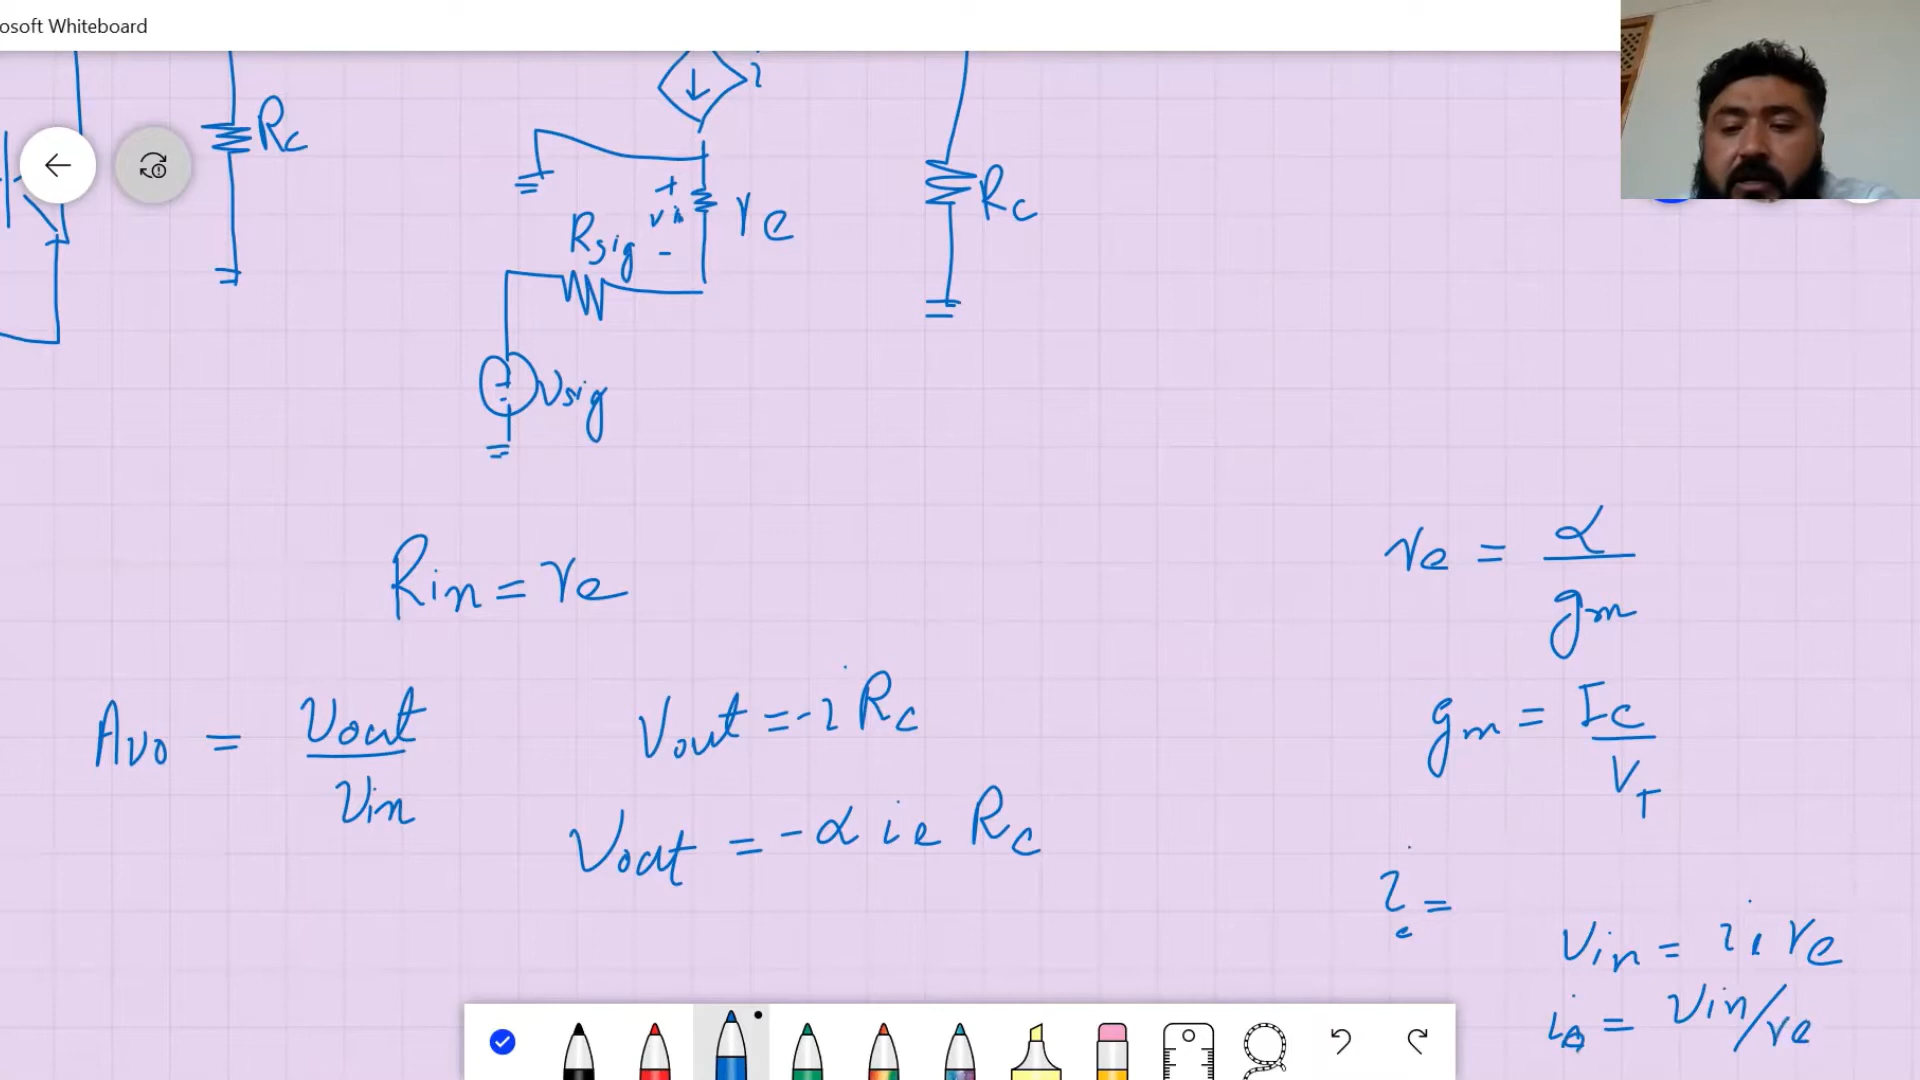 osoft Whiteboard
i
Rc
+
vin
-
re
Rc
Rsig
Vsig
Rin = re
re = α / gm
Avo = Vout / Vin
Vout = -i Rc
gm = Ic / VT
Vout = -α ie Rc
ie =
Vin = ie re
ie = Vin/re